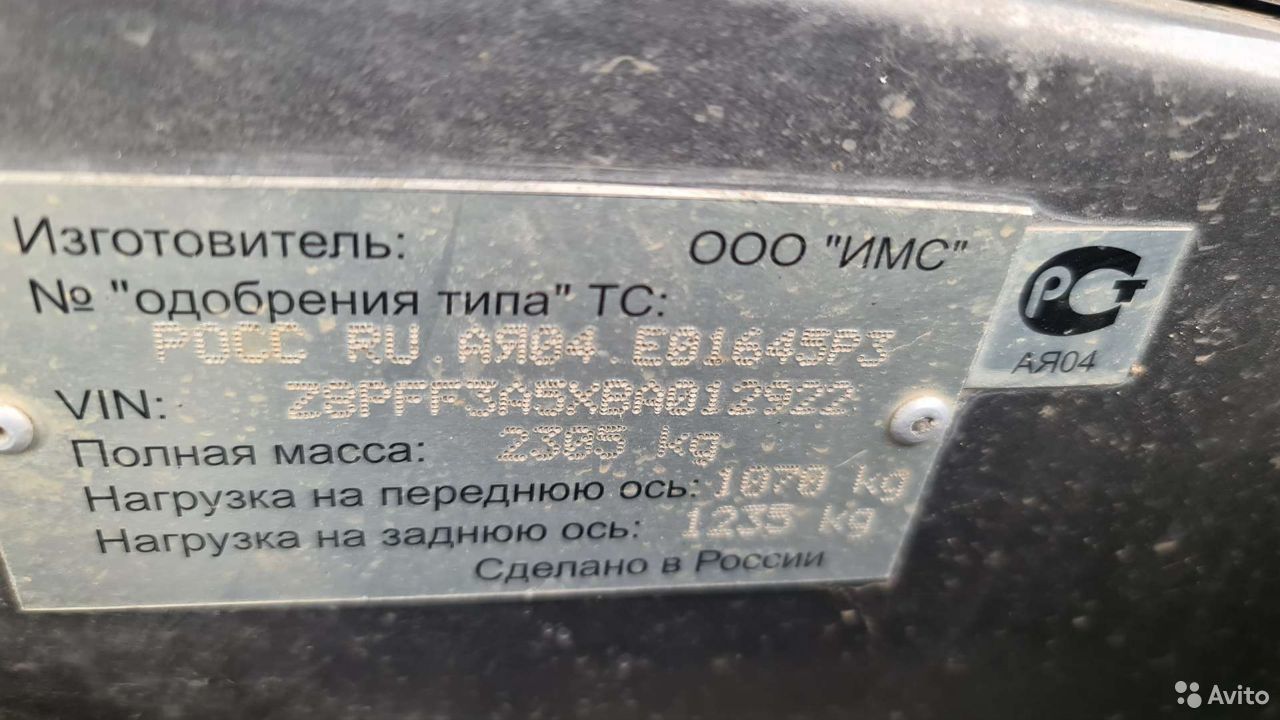 Изготовитель: ООО "ИМС"
№ "одобрения типа" ТС:
РОСС RU.АЯ04.Е01645Р3
VIN: Z8PFF3A5XBA012922
Полная масса: 2305 kg
Нагрузка на переднюю ось: 1070 kg
Нагрузка на заднюю ось: 1235 kg
Сделано в России
РСТ
АЯ04
Avito